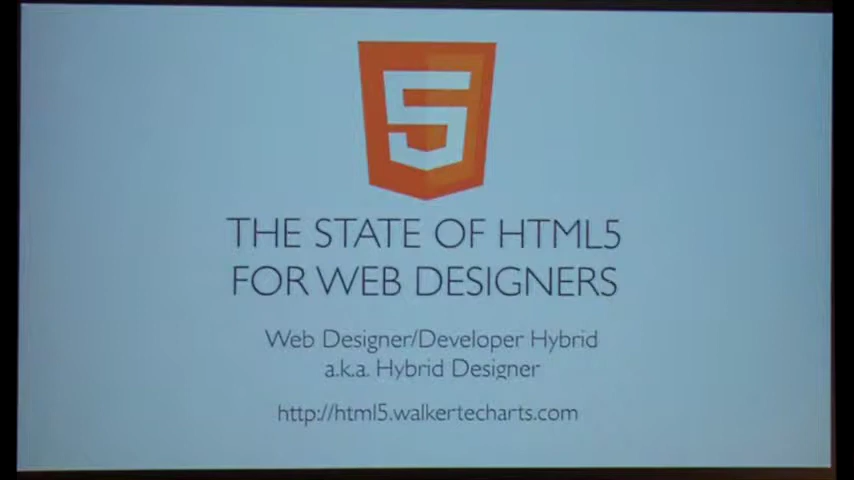 5
THE STATE OF HTML5
FOR WEB DESIGNERS
Web Designer/Developer Hybrid
a.k.a. Hybrid Designer
http://html5.walkertecharts.com